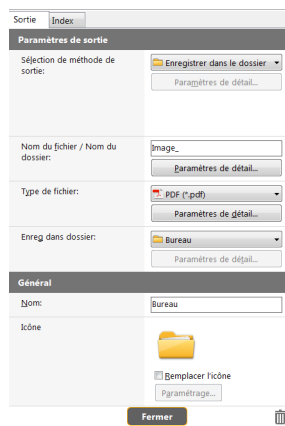 Sortie
Index
Paramètres de sortie
Sélection de méthode de
sortie:
Enregistrer dans le dossier
Paramètres de détail...
Nom du fichier / Nom du
dossier:
Image_
Paramètres de détail...
Type de fichier:
PDF (*.pdf)
Paramètres de détail...
Enreg dans dossier:
Bureau
Paramètres de détail...
Général
Nom:
Bureau
Icône
Remplacer l'icône
Paramétrage...
Fermer